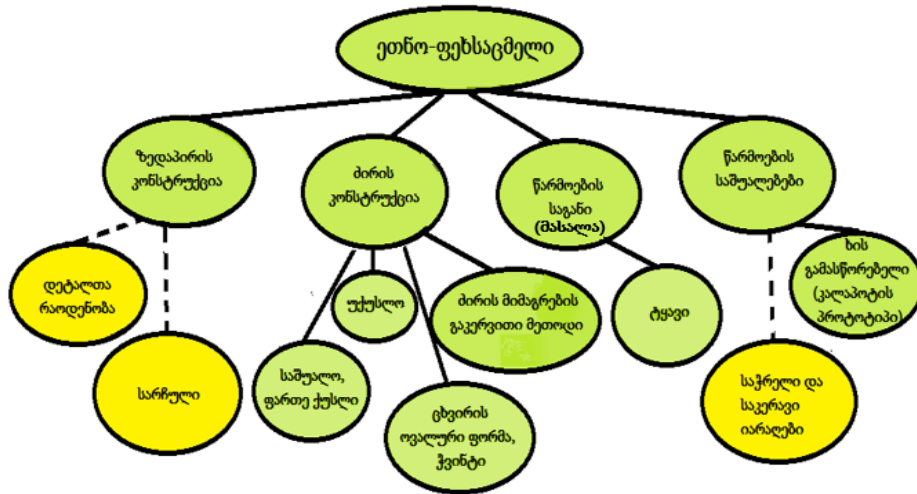 ეთნო-ფეხსაცმელი
ზედაპირის
კონსტრუქცია
ძირის
კონსტრუქცია
წარმოების
საგანი
(მასალა)
წარმოების
საშუალებები
დეტალთა
რაოდენობა
სარჩული
საშუალო,
ფართე ქუსლი
უქუსლო
ცხვირის
ოვალური ფორმა,
ჭვინტი
ძირის მიმაგრების
გაკერვითი მეთოდი
ტყავი
საჭრელი და
საკერავი
იარაღები
ხის
გამასწორებელი
(კალაპოტის
პროტოტიპი)